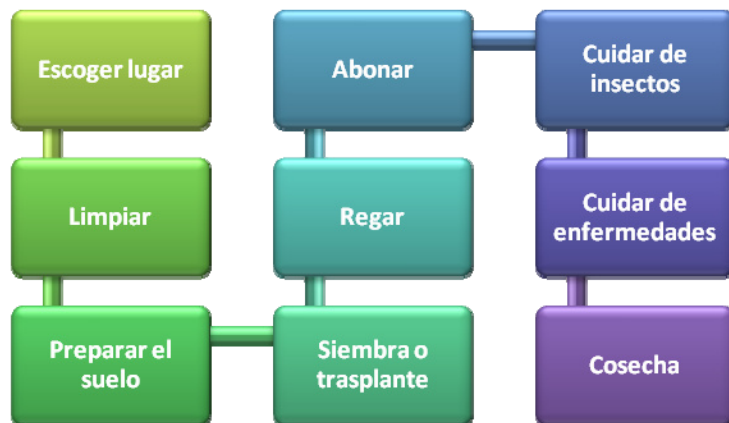 Escoger lugar
Limpiar
Preparar el
suelo
Siembra o
trasplante
Regar
Abonar
Cuidar de
insectos
Cuidar de
enfermedades
Cosecha